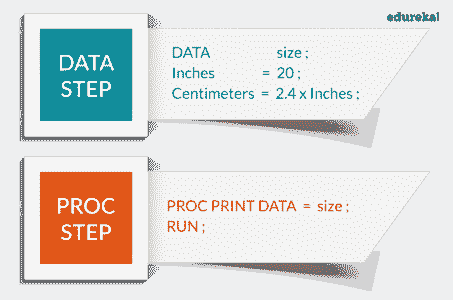 edureka!
DATA STEP
DATA size ;
Inches = 20 ;
Centimeters = 2.4 x Inches ;
PROC STEP
PROC PRINT DATA = size ;
RUN ;